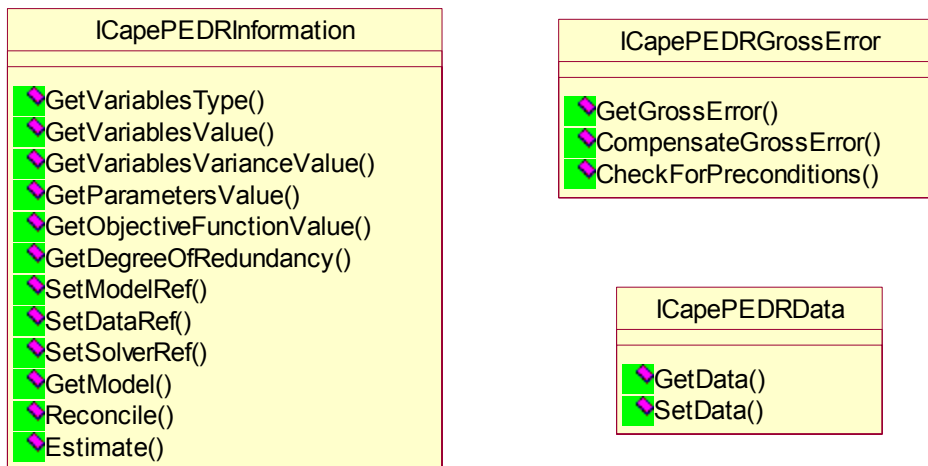 ICapePEDRInformation
GetVariablesType()
GetVariablesValue()
GetVariablesVarianceValue()
GetParametersValue()
GetObjectiveFunctionValue()
GetDegreeOfRedundancy()
SetModelRef()
SetDataRef()
SetSolverRef()
GetModel()
Reconcile()
Estimate()
ICapePEDRGrossError
GetGrossError()
CompensateGrossError()
CheckForPreconditions()
ICapePEDRData
GetData()
SetData()